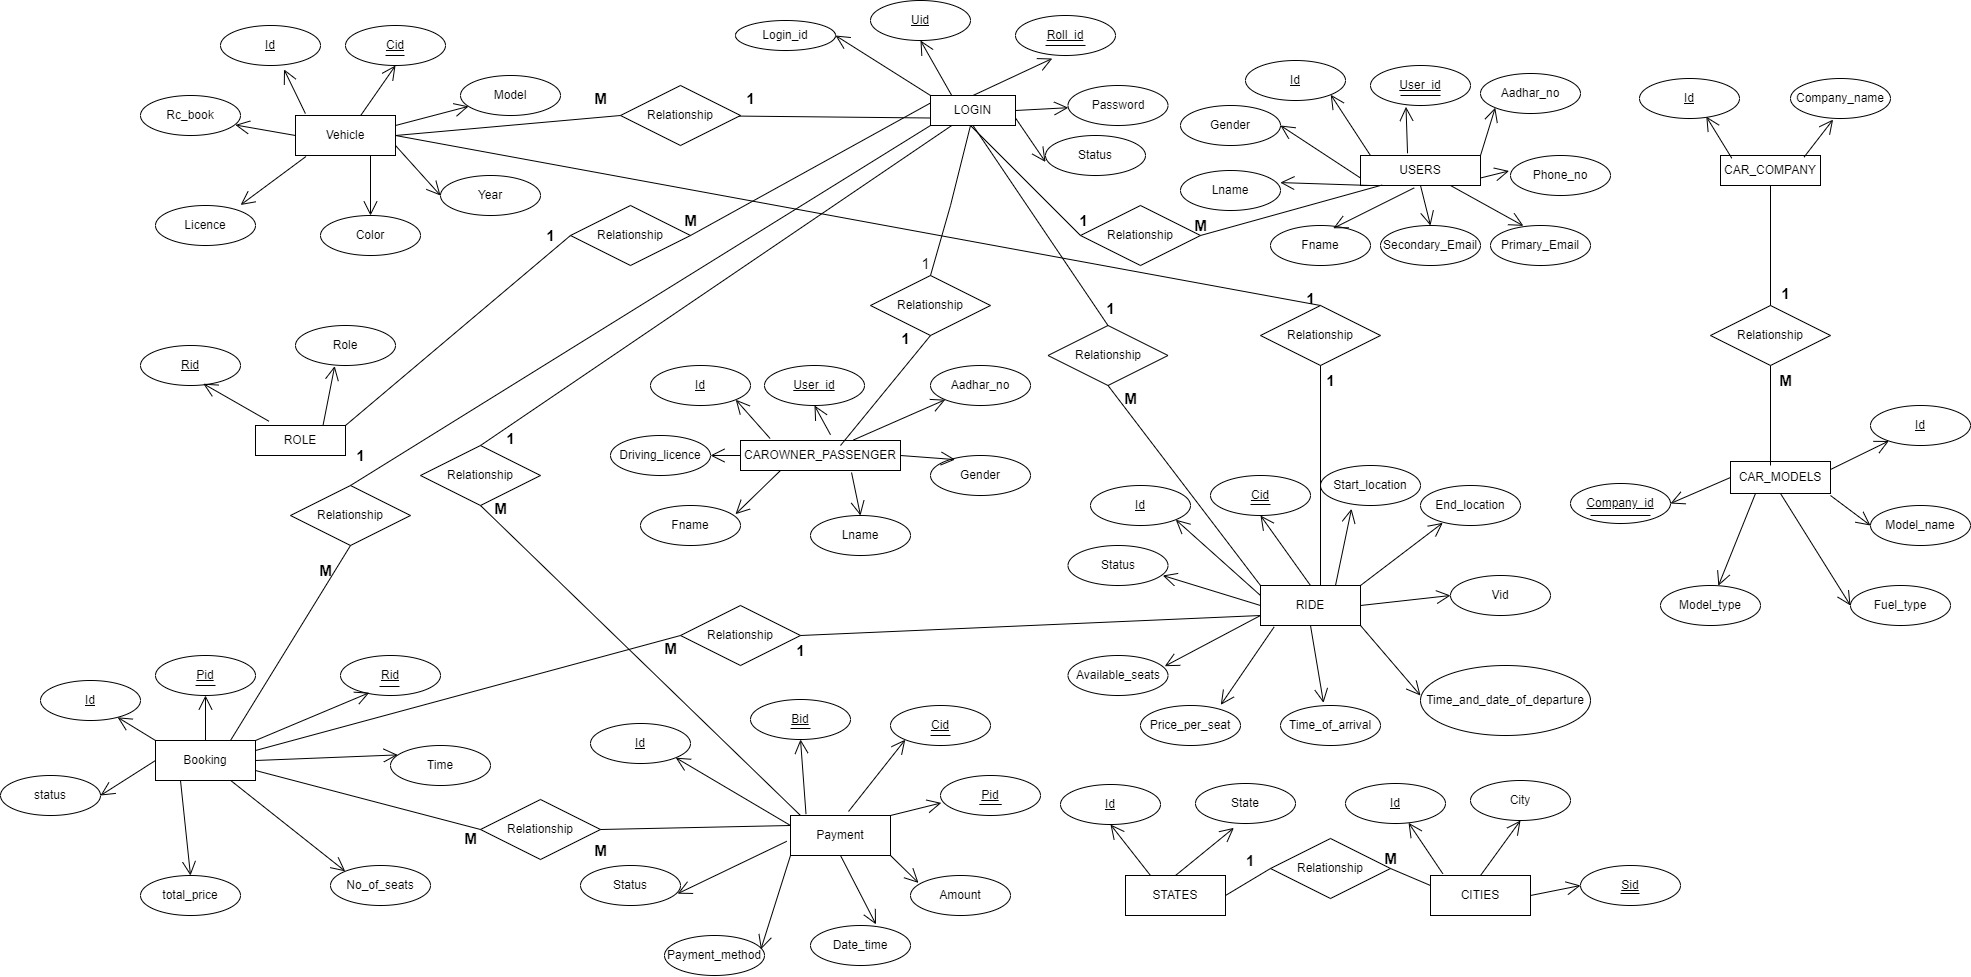 Uid
Login_id
Roll_id
Id
Cid
Id
User_id
Aadhar_no
Model
Id
Company_name
M
1
Rc_book
Relationship
LOGIN
Password
Vehicle
Gender
Status
USERS
CAR_COMPANY
Phone_no
Year
Lname
Licence
Color
1
Relationship
M
1
Relationship
M
Fname
Secondary_Email
Primary_Email
1
1
1
1
Relationship
1
Relationship
Relationship
Relationship
Role
Rid
1
M
M
Id
User_id
Aadhar_no
ROLE
1
1
Driving_licence
CAROWNER_PASSENGER
Id
Relationship
Gender
CAR_MODELS
M
Relationship
Fname
Lname
Id
Cid
Start_location
End_location
Company_id
Model_name
M
Status
RIDE
Vid
Model_type
Fuel_type
M
Relationship
1
Pid
Rid
Id
Available_seats
Time_and_date_of_departure
Bid
Cid
Price_per_seat
Time_of_arrival
Id
Booking
Time
status
Pid
Id
State
Id
City
M
Relationship
M
Payment
total_price
No_of_seats
Status
Amount
1
Relationship
M
STATES
CITIES
Sid
Payment_method
Date_time